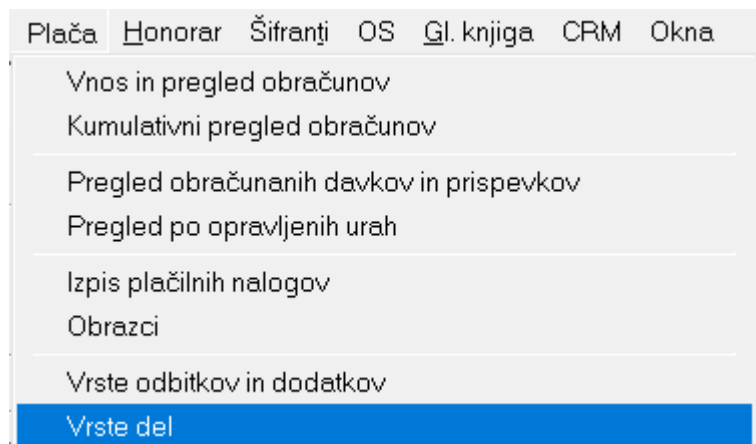 Plača Honorar Šifranti OS Gl. knjiga CRM Okna
Vnos in pregled obračunov
Kumulativni pregled obračunov
Pregled obračunanih davkov in prispevkov
Pregled po opravljenih urah
Izpis plačilnih nalogov
Obrazci
Vrste odbitkov in dodatkov
Vrste del